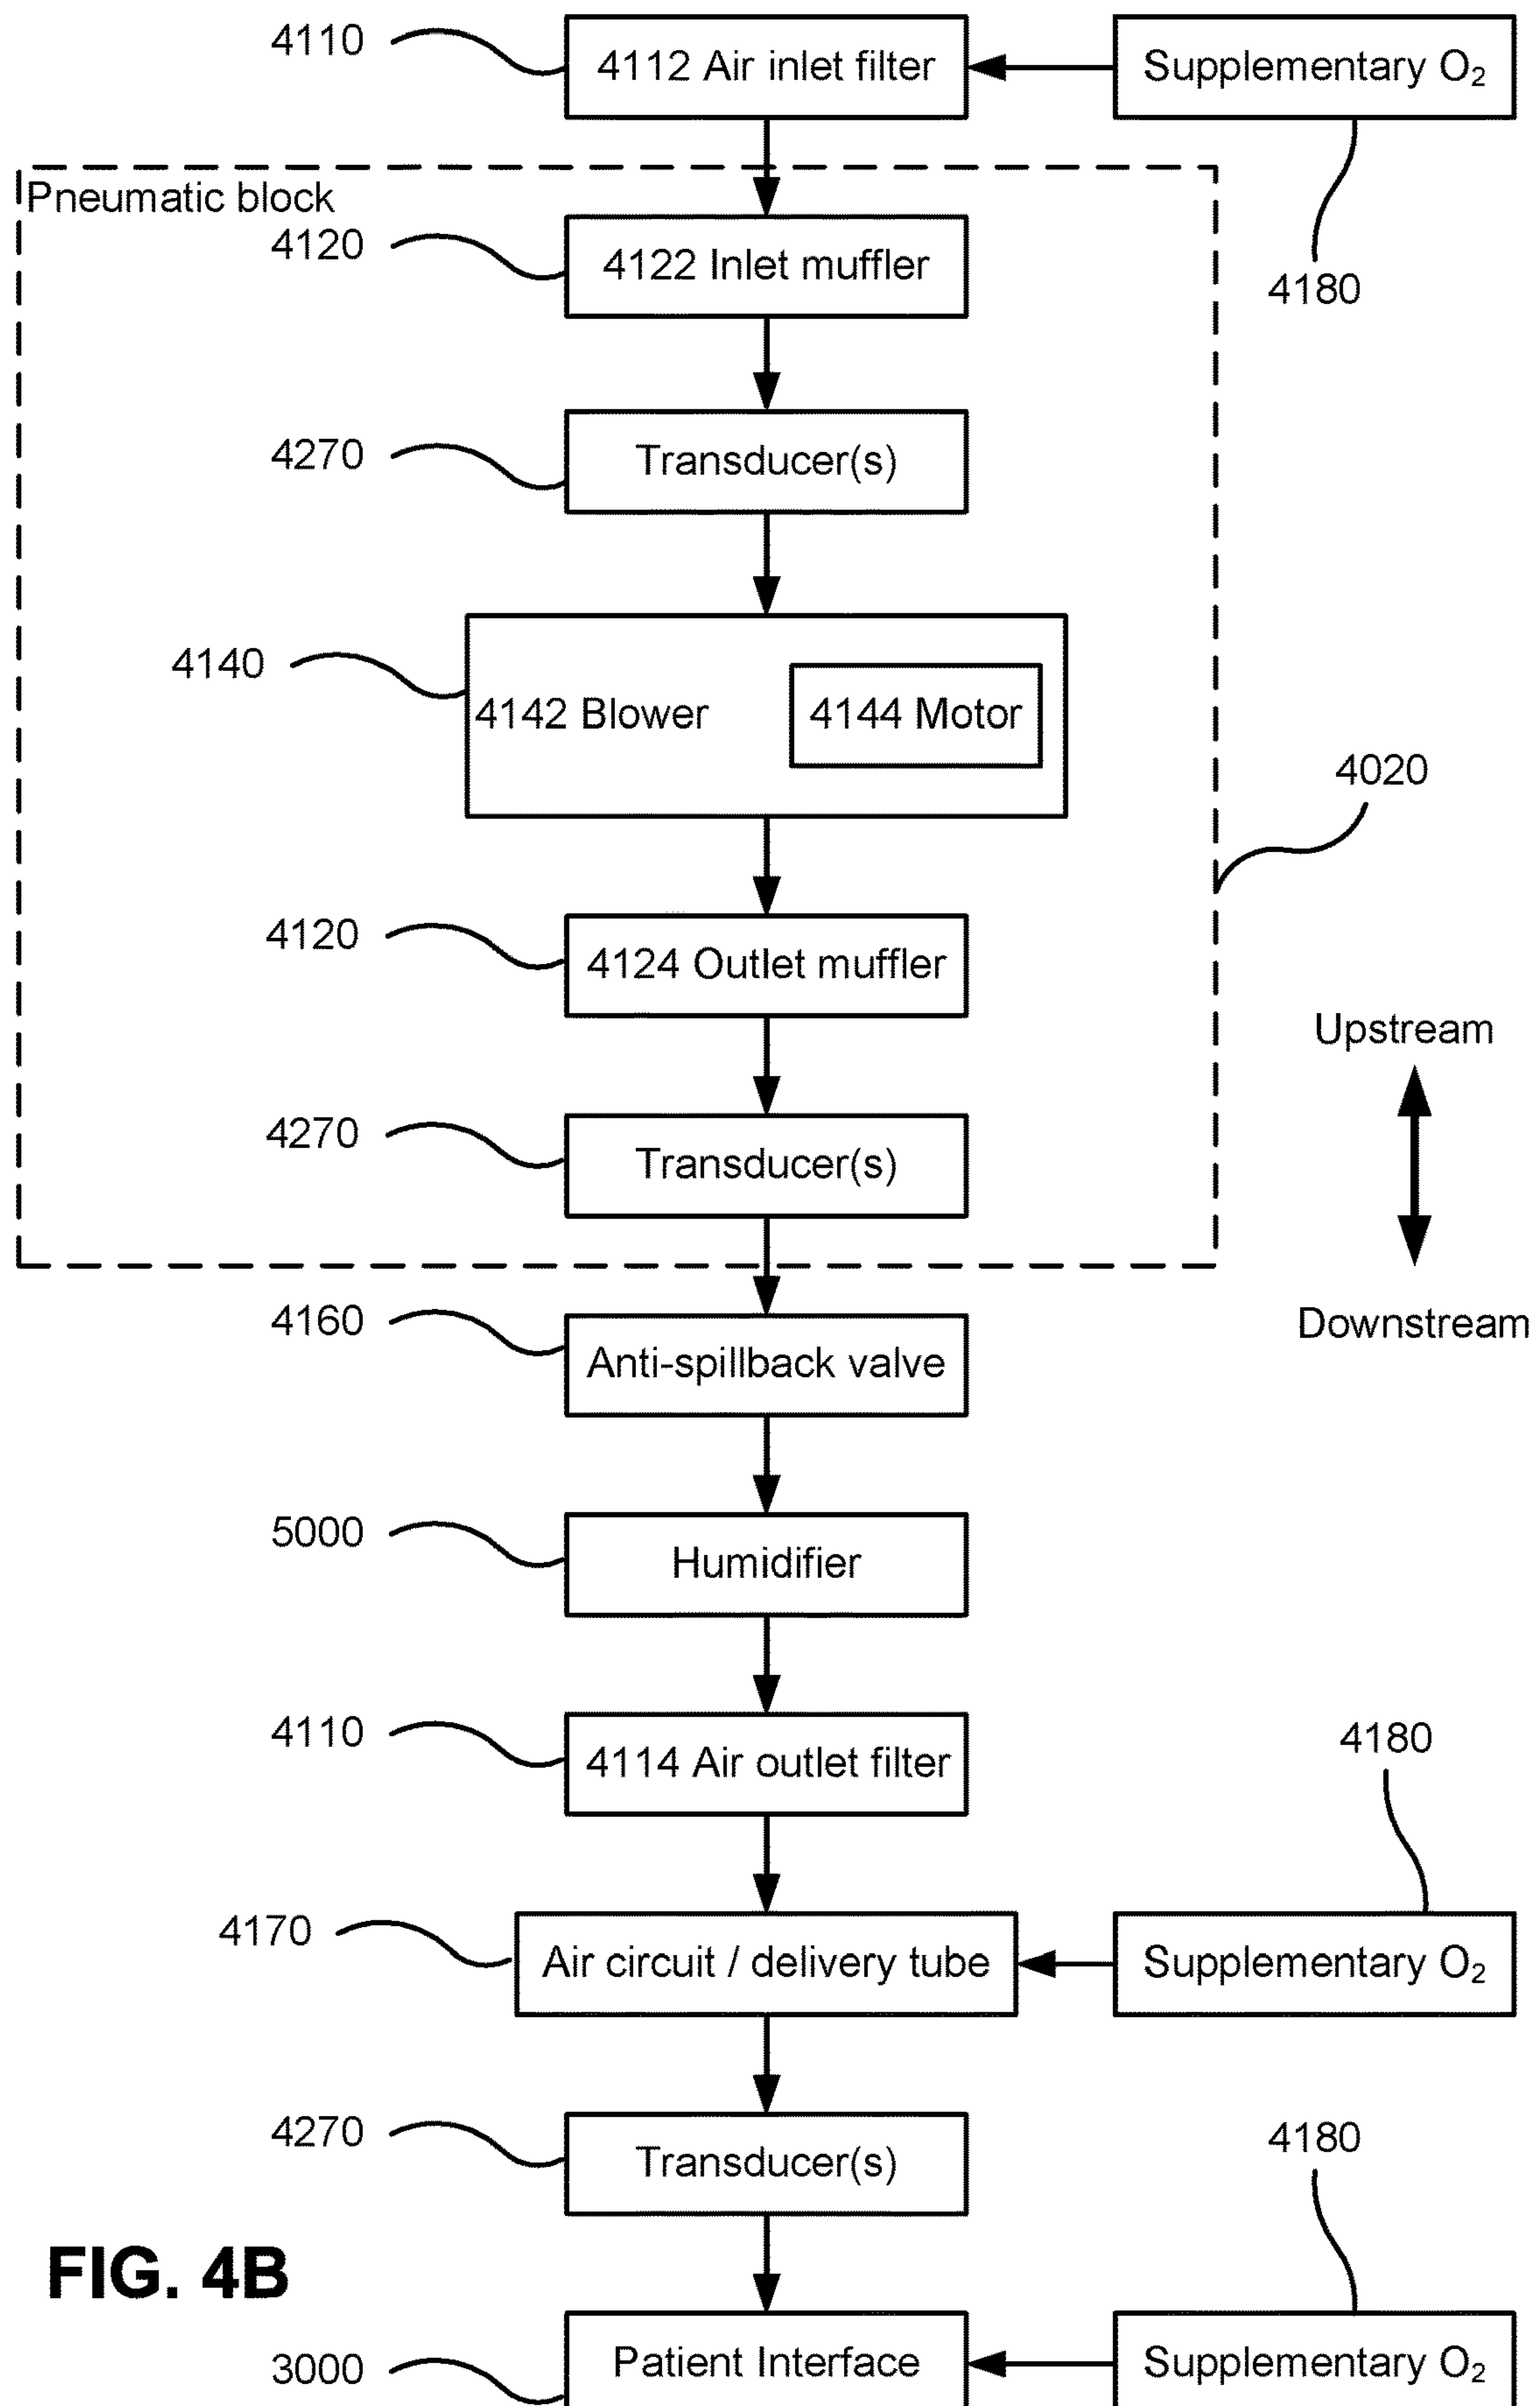 4110
4112 Air inlet filter
Supplementary O₂
Pneumatic block
4120
4122 Inlet muffler
4180
4270
Transducer(s)
4140
4142 Blower
4144 Motor
4020
4120
4124 Outlet muffler
Upstream
4270
Transducer(s)
4160
Downstream
Anti-spillback valve
5000
Humidifier
4110
4114 Air outlet filter
4180
4170
Air circuit / delivery tube
Supplementary O₂
4270
Transducer(s)
4180
FIG. 4B
3000
Patient Interface
Supplementary O₂